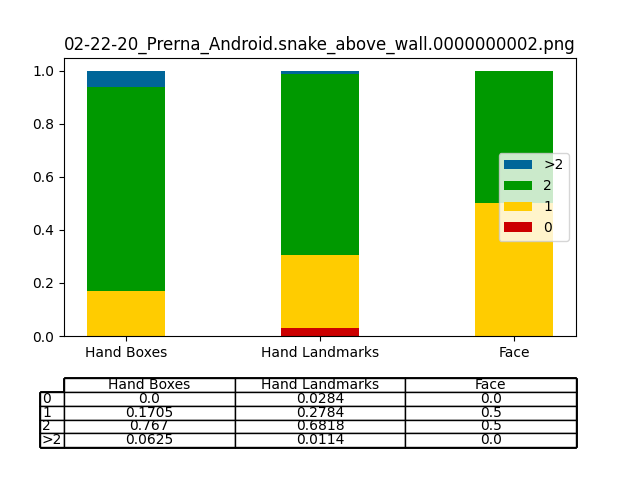 02-22-20_Prerna_Android.snake_above_wall.0000000002.png
1.0
0.8
0.6
0.4
0.2
0.0
>2
2
1
0
Hand Boxes Hand Landmarks Face
Hand Boxes Hand Landmarks Face
0 0.0 0.0284 0.0
1 0.1705 0.2784 0.5
2 0.767 0.6818 0.5
>2 0.0625 0.0114 0.0